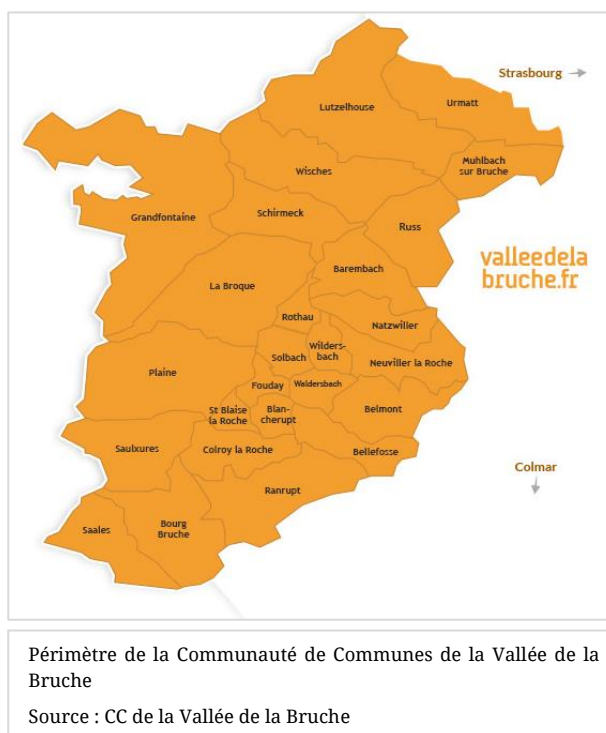 Strasbourg
Lutzelhouse
Urmatt
Muhlbach
sur Bruche
Wisches
Schirmeck
Grandfontaine
Russ
valleedela
bruche.fr
Barembach
La Broque
Rothau
Natzwiller
Wilders-
bach
Solbach
Neuviller la Roche
Plaine
Fouday
Waldersbach
St Blaise
la Roche
Blan-
cherupt
Belmont
Saulxures
Colroy la Roche
Bellefosse
Colmar
Ranrupt
Saales
Bourg
Bruche
Périmètre de la Communauté de Communes de la Vallée de la
Bruche
Source : CC de la Vallée de la Bruche